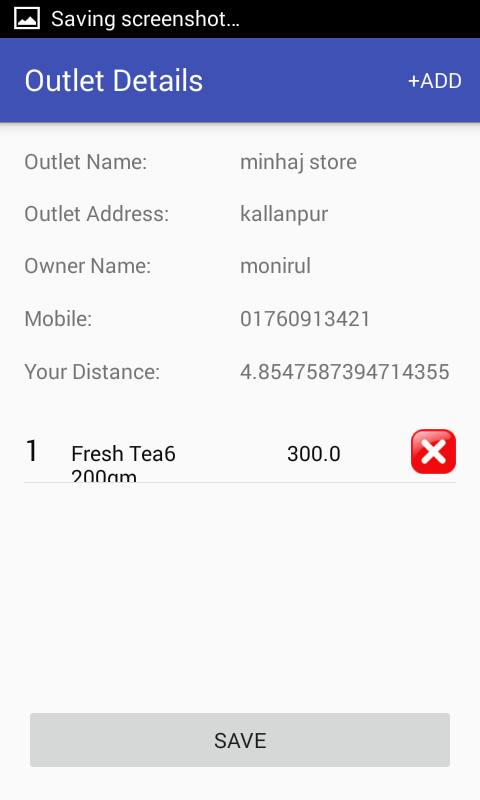 Saving screenshot...
Outlet Details +ADD
Outlet Name: minhaj store
Outlet Address: kallanpur
Owner Name: monirul
Mobile: 01760913421
Your Distance: 4.8547587394714355
1 Fresh Tea6 300.0
200gm
SAVE